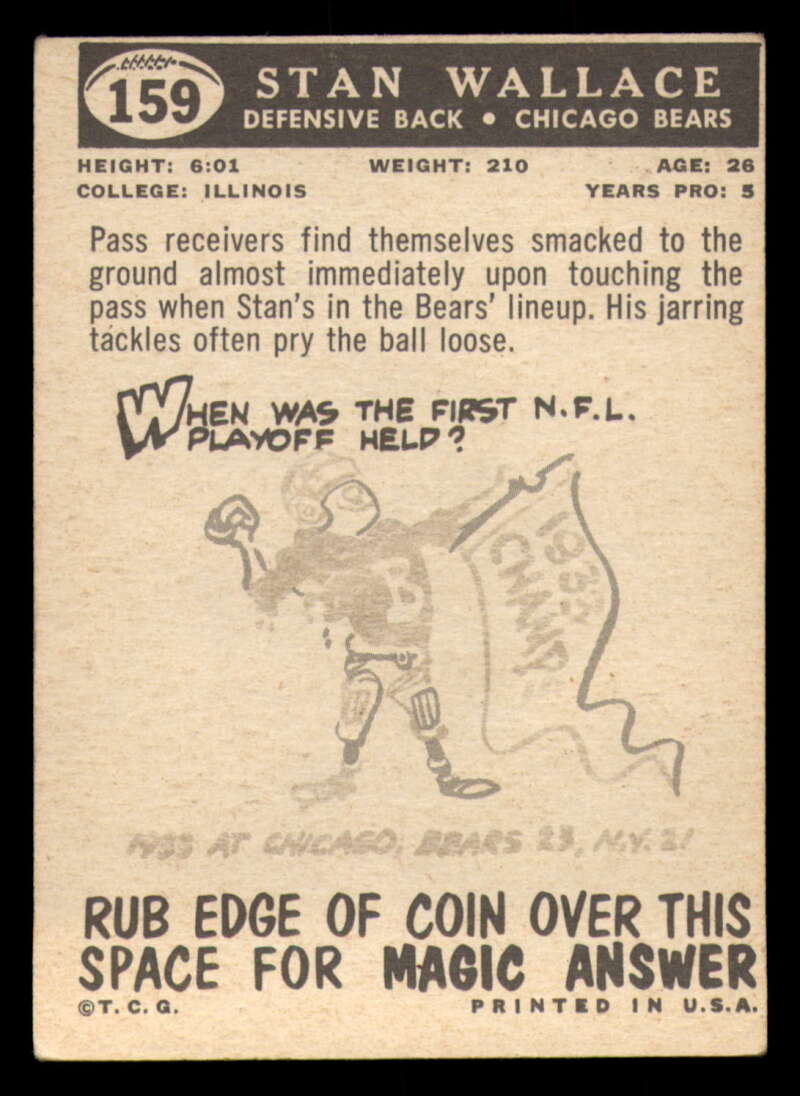 159
STAN WALLACE
DEFENSIVE BACK • CHICAGO BEARS
HEIGHT: 6:01 WEIGHT: 210 AGE: 26
COLLEGE: ILLINOIS YEARS PRO: 5
Pass receivers find themselves smacked to the
ground almost immediately upon touching the
pass when Stan's in the Bears' lineup. His jarring
tackles often pry the ball loose.
WHEN WAS THE FIRST N.F.L.
PLAYOFF HELD?
B
1933
CHAMPS
1933 AT CHICAGO, BEARS 23, N.Y. 21
RUB EDGE OF COIN OVER THIS
SPACE FOR MAGIC ANSWER
©T.C.G. PRINTED IN U.S.A.